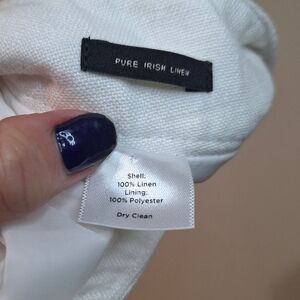 PURE IRISH LINEN
Shell:
100% Linen
Lining:
100% Polyester
Dry Clean